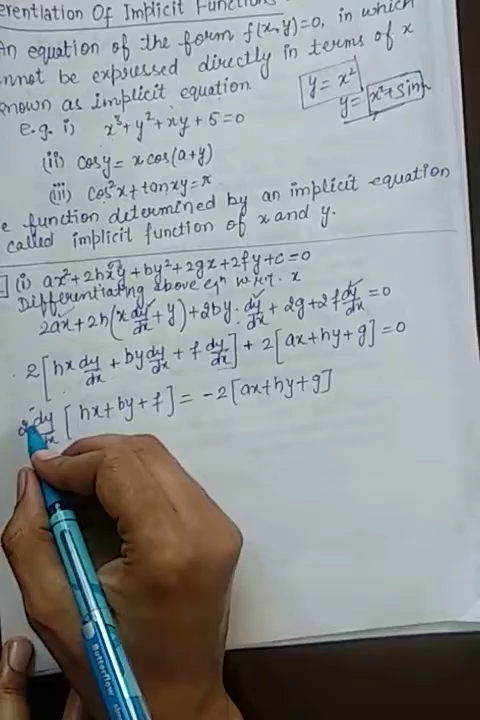 erentiation Of Implicit Functions
An equation of the form f(x,y)=0, in which
nnot be expressed directly in terms of x
nown as implicit equation
y = x²
y = x²+sin
e.g. i) x³+y²+xy+5=0
(ii) cosy = x cos(a+y)
(iii) cos²x+tanxy=π
e function determined by an implicit equation
called implicit function of x and y.
(i) ax²+2hxy+by²+2gx+2fy+c=0
Differentiating above eqn w.r.t. x
2ax+2h(x dy/dx + y)+2by. dy/dx + 2g+2f dy/dx =0
2[hx dy/dx + by dy/dx + f dy/dx] + 2[ax+hy+g]=0
2 dy/dx [hx+by+f] = -2[ax+hy+g]
Butterflow